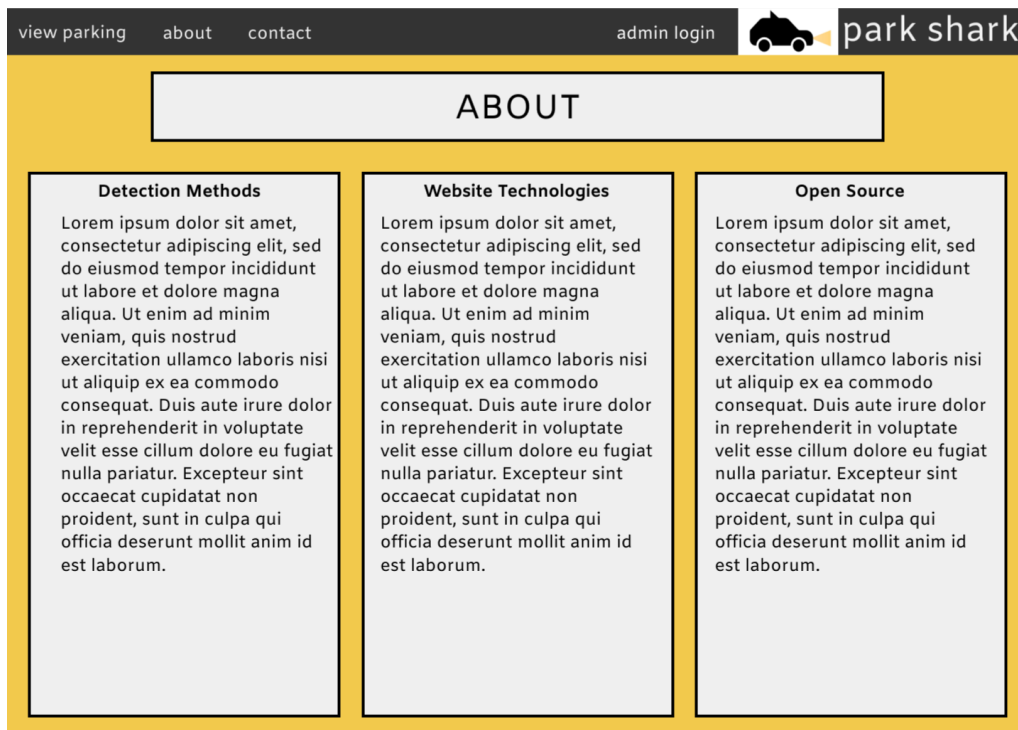 view parking about contact admin login park shark
ABOUT
Detection Methods
Lorem ipsum dolor sit amet,
consectetur adipiscing elit, sed
do eiusmod tempor incididunt
ut labore et dolore magna
aliqua. Ut enim ad minim
veniam, quis nostrud
exercitation ullamco laboris nisi
ut aliquip ex ea commodo
consequat. Duis aute irure dolor
in reprehenderit in voluptate
velit esse cillum dolore eu fugiat
nulla pariatur. Excepteur sint
occaecat cupidatat non
proident, sunt in culpa qui
officia deserunt mollit anim id
est laborum.
Website Technologies
Lorem ipsum dolor sit amet,
consectetur adipiscing elit, sed
do eiusmod tempor incididunt
ut labore et dolore magna
aliqua. Ut enim ad minim
veniam, quis nostrud
exercitation ullamco laboris nisi
ut aliquip ex ea commodo
consequat. Duis aute irure dolor
in reprehenderit in voluptate
velit esse cillum dolore eu fugiat
nulla pariatur. Excepteur sint
occaecat cupidatat non
proident, sunt in culpa qui
officia deserunt mollit anim id
est laborum.
Open Source
Lorem ipsum dolor sit amet,
consectetur adipiscing elit, sed
do eiusmod tempor incididunt
ut labore et dolore magna
aliqua. Ut enim ad minim
veniam, quis nostrud
exercitation ullamco laboris nisi
ut aliquip ex ea commodo
consequat. Duis aute irure dolor
in reprehenderit in voluptate
velit esse cillum dolore eu fugiat
nulla pariatur. Excepteur sint
occaecat cupidatat non
proident, sunt in culpa qui
officia deserunt mollit anim id
est laborum.